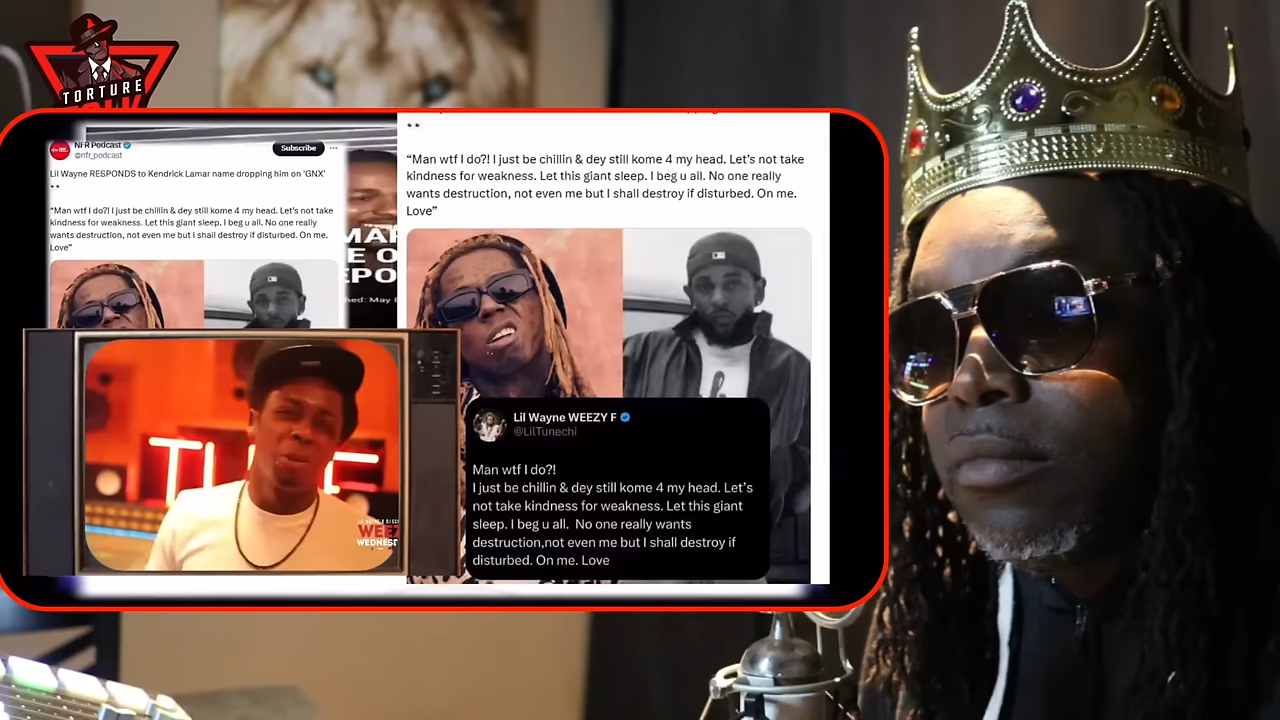 TORTURE
NFR Podcast
@nfr_podcast
Subscribe
Lil Wayne RESPONDS to Kendrick Lamar name dropping him on 'GNX'
👀
“Man wtf I do?! I just be chillin & dey still kome 4 my head. Let’s not take
kindness for weakness. Let this giant sleep. I beg u all. No one really
wants destruction, not even me but I shall destroy if disturbed. On me.
Love”
👀
“Man wtf I do?! I just be chillin & dey still kome 4 my head. Let’s not take
kindness for weakness. Let this giant sleep. I beg u all. No one really
wants destruction, not even me but I shall destroy if disturbed. On me.
Love”
Lil Wayne WEEZY F
@LilTunechi
Man wtf I do?!
I just be chillin & dey still kome 4 my head. Let’s
not take kindness for weakness. Let this giant
sleep. I beg u all.  No one really wants
destruction,not even me but I shall destroy if
disturbed. On me. Love